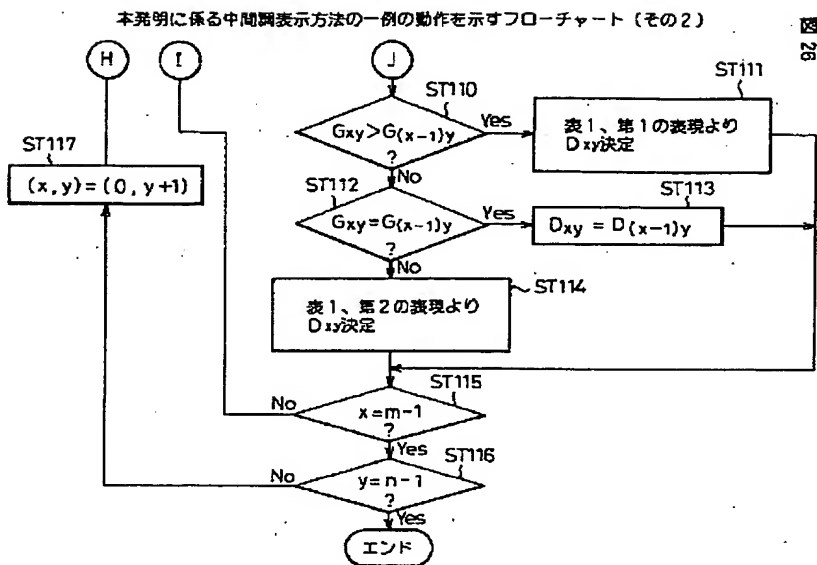 本発明に係る中間調表示方法の一例の動作を示すフローチャート(その2)
図 26
H
I
J
ST110
Gxy>G(x-1)y
?
Yes
No
ST111
表1、第1の表現より
Dxy決定
ST112
Gxy=G(x-1)y
?
Yes
No
ST113
Dxy = D(x-1)y
ST114
表1、第2の表現より
Dxy決定
ST115
x=m-1
?
No
Yes
ST116
y=n-1
?
No
Yes
ST117
(x,y)=(0,y+1)
エンド